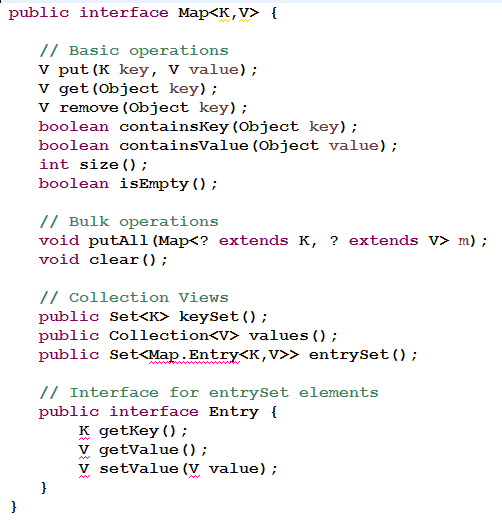 public interface Map<K,V> {
// Basic operations
V put(K key, V value);
V get(Object key);
V remove(Object key);
boolean containsKey(Object key);
boolean containsValue(Object value);
int size();
boolean isEmpty();
// Bulk operations
void putAll(Map<? extends K, ? extends V> m);
void clear();
// Collection Views
public Set<K> keySet();
public Collection<V> values();
public Set<Map.Entry<K,V>> entrySet();
// Interface for entrySet elements
public interface Entry {
K getKey();
V getValue();
V setValue(V value);
}
}